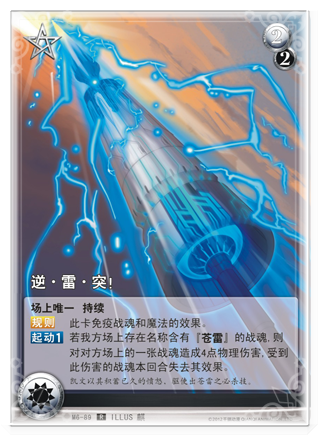 2
2
逆·雷·突!
场上唯一 持续
规则 此卡免疫战魂和魔法的效果。
起动1 若我方场上存在名称含有『苍雷』的战魂，则
对对方场上的一张战魂造成4点物理伤害，受到
此伤害的战魂本回合失去其效果。
凯文以其积蓄已久的愤怒，驱使出苍雷之必杀技。
ILLUS